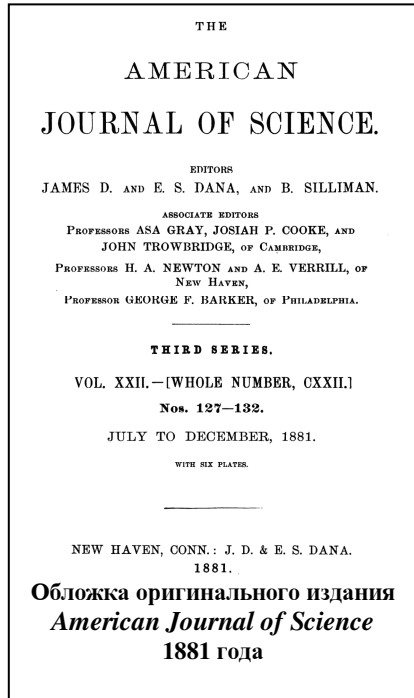 THE
AMERICAN
JOURNAL OF SCIENCE.
EDITORS
JAMES D. AND E. S. DANA, AND B. SILLIMAN.
ASSOCIATE EDITORS
PROFESSORS ASA GRAY, JOSIAH P. COOKE, AND
JOHN TROWBRIDGE, OF CAMBRIDGE,
PROFESSORS H. A. NEWTON AND A. E. VERRILL, OF
NEW HAVEN,
PROFESSOR GEORGE F. BARKER, OF PHILADELPHIA.
THIRD SERIES.
VOL. XXII.—[WHOLE NUMBER, CXXII.]
Nos. 127—132.
JULY TO DECEMBER, 1881.
WITH SIX PLATES.
NEW HAVEN, CONN.: J. D. & E. S. DANA.
1881.
Обложка оригинального издания
American Journal of Science
1881 года